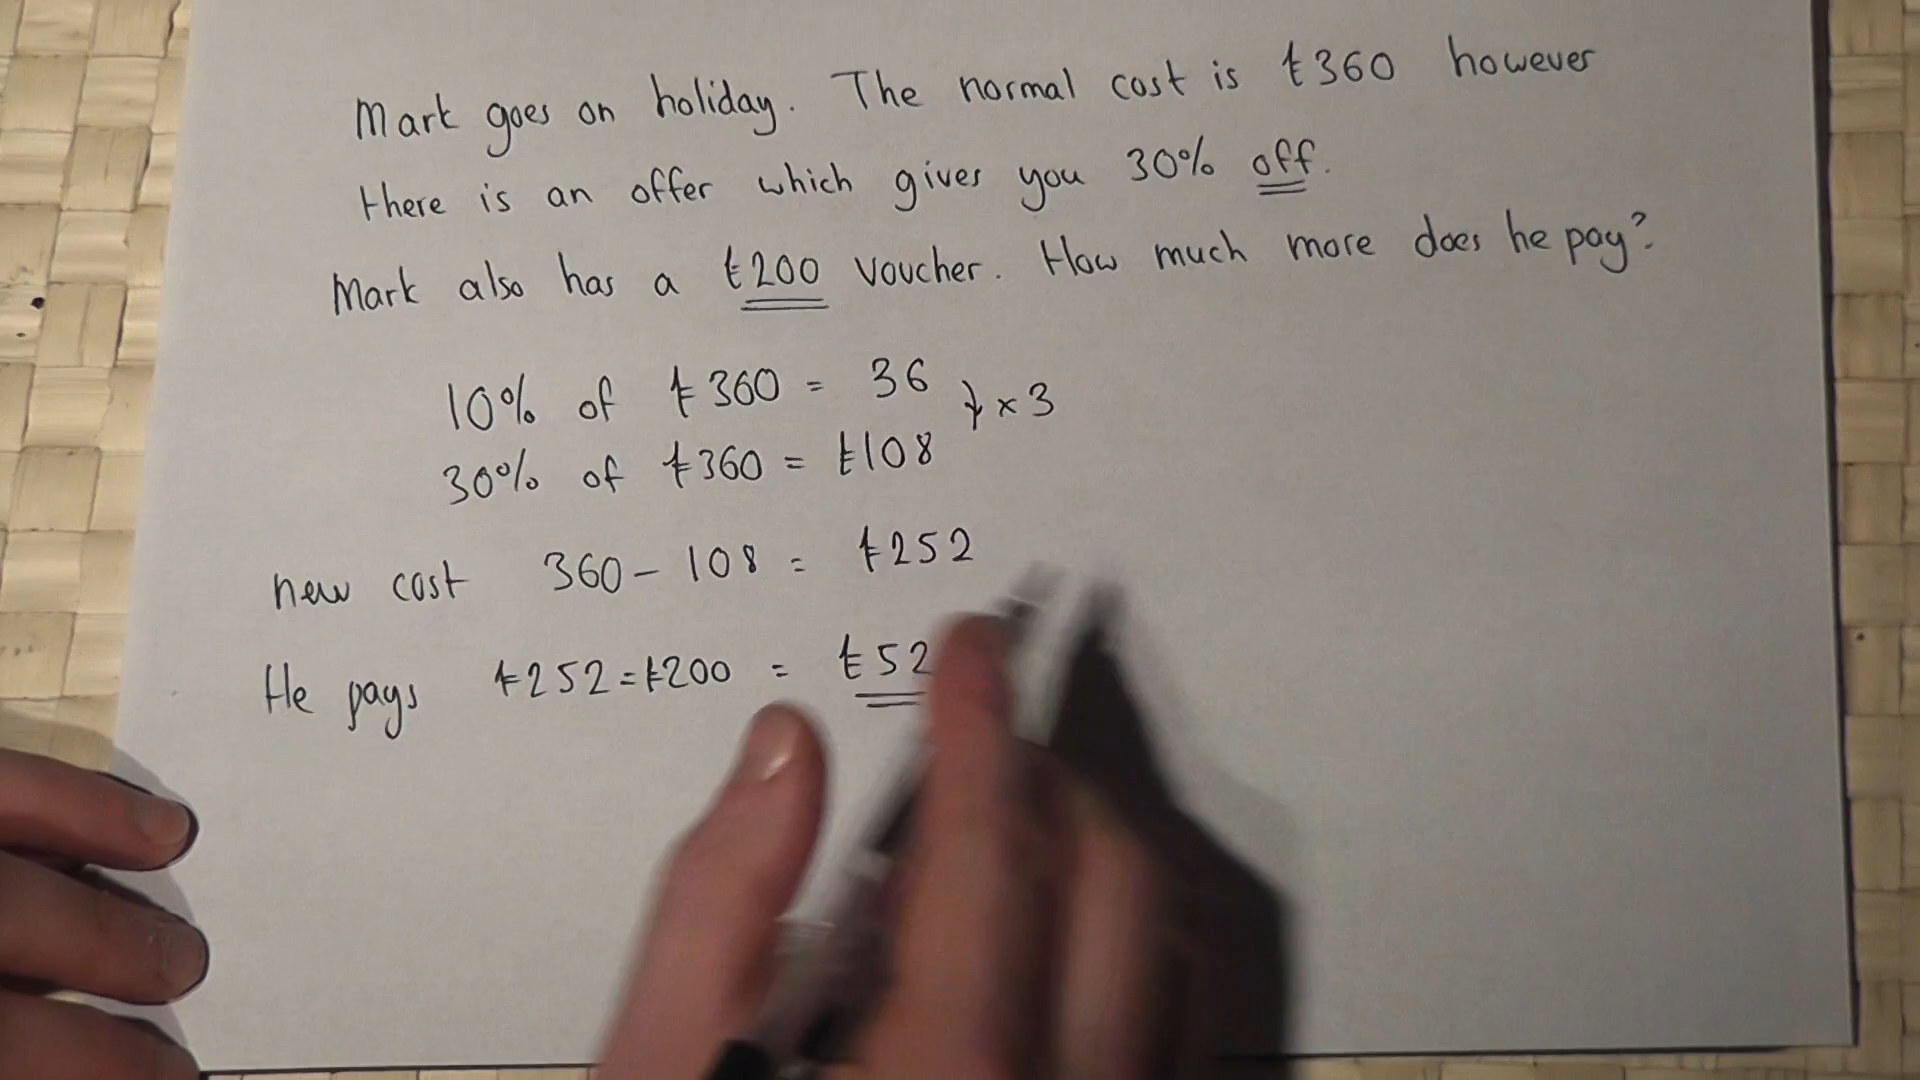 Mark goes on holiday. The normal cost is £360 however
there is an offer which gives you 30% off.
Mark also has a £200 voucher. How much more does he pay?
10% of £360 = 36
} × 3
30% of £360 = £108
new cost 360 - 108 = £252
He pays £252=£200 = £52